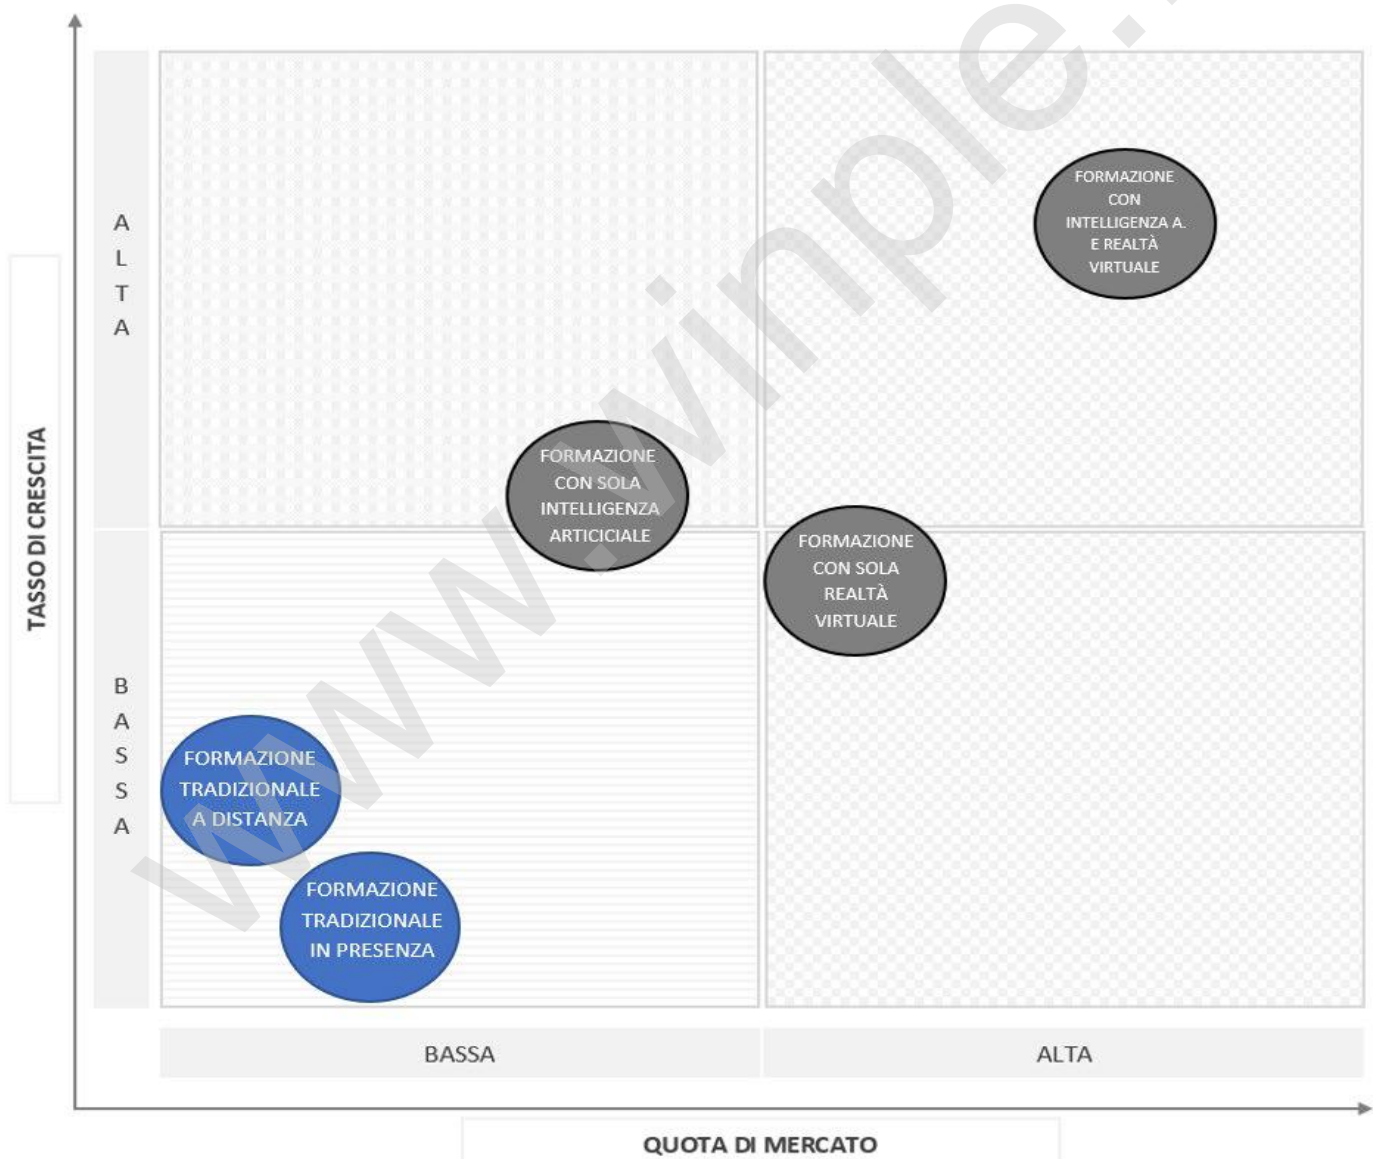 www.winple.
A
L
T
A
FORMAZIONE
CON
INTELLIGENZA A.
E REALTÀ
VIRTUALE
TASSO DI CRESCITA
FORMAZIONE
CON SOLA
INTELLIGENZA
ARTICICIALE
FORMAZIONE
CON SOLA
REALTÀ
VIRTUALE
B
A
S
S
A
FORMAZIONE
TRADIZIONALE
A DISTANZA
FORMAZIONE
TRADIZIONALE
IN PRESENZA
BASSA
ALTA
QUOTA DI MERCATO